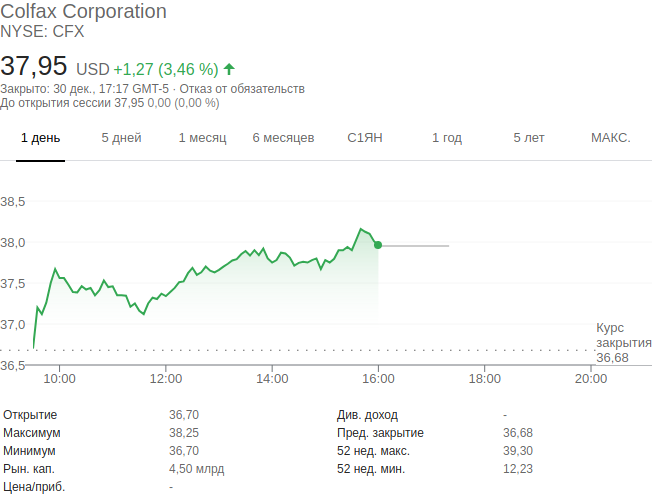 Colfax Corporation
NYSE: CFX
37,95 USD +1,27 (3,46 %)
Закрыто: 30 дек., 17:17 GMT-5 · Отказ от обязательств
До открытия сессии 37,95 0,00 (0,00 %)
1 день 5 дней 1 месяц 6 месяцев С1ЯН 1 год 5 лет МАКС.
38,5
38,0
37,5
37,0
Курс
закрытия
36,68
36,5
10:00 12:00 14:00 16:00 18:00 20:00
Открытие 36,70 Див. доход -
Максимум 38,25 Пред. закрытие 36,68
Минимум 36,70 52 нед. макс. 39,30
Рын. кап. 4,50 млрд 52 нед. мин. 12,23
Цена/приб. -